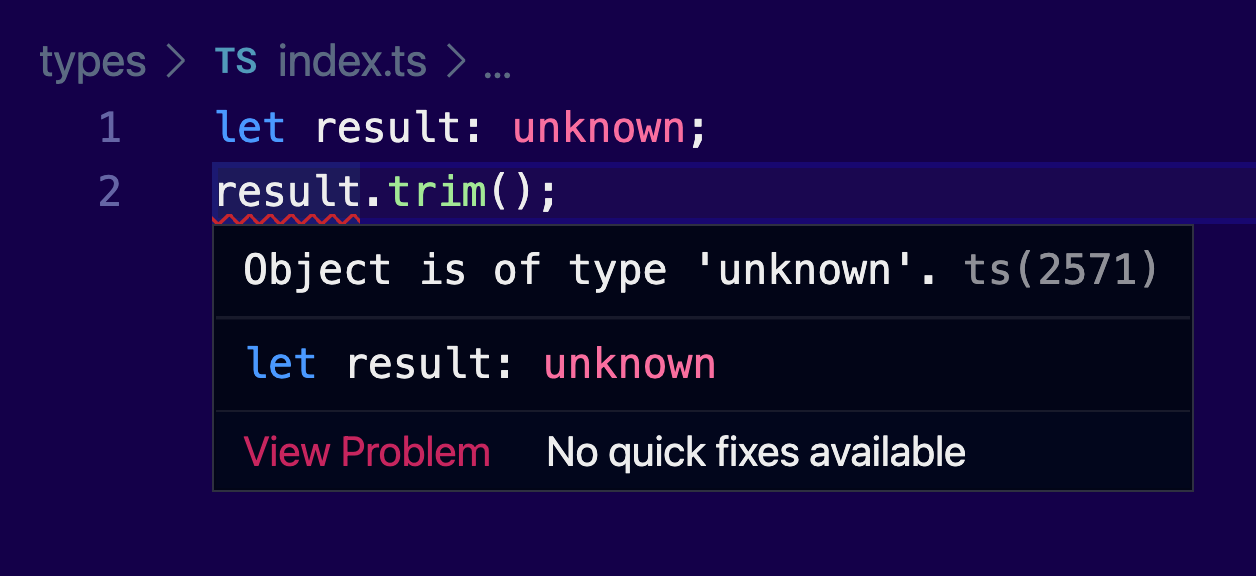 types > TS index.ts > ...
1 let result: unknown;
2 result.trim();
Object is of type 'unknown'. ts(2571)
let result: unknown
View Problem No quick fixes available